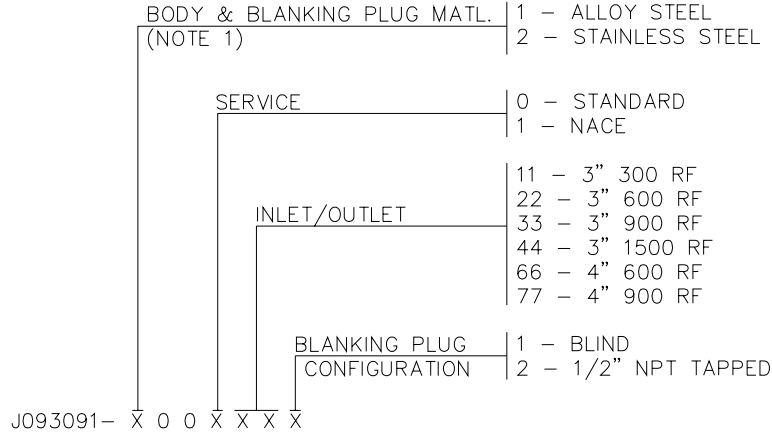 BODY & BLANKING PLUG MATL.
(NOTE 1)
1 – ALLOY STEEL
2 – STAINLESS STEEL
SERVICE
0 – STANDARD
1 – NACE
INLET/OUTLET
11 – 3" 300 RF
22 – 3" 600 RF
33 – 3" 900 RF
44 – 3" 1500 RF
66 – 4" 600 RF
77 – 4" 900 RF
BLANKING PLUG
CONFIGURATION
1 – BLIND
2 – 1/2" NPT TAPPED
J093091– X 0 0 X X X X